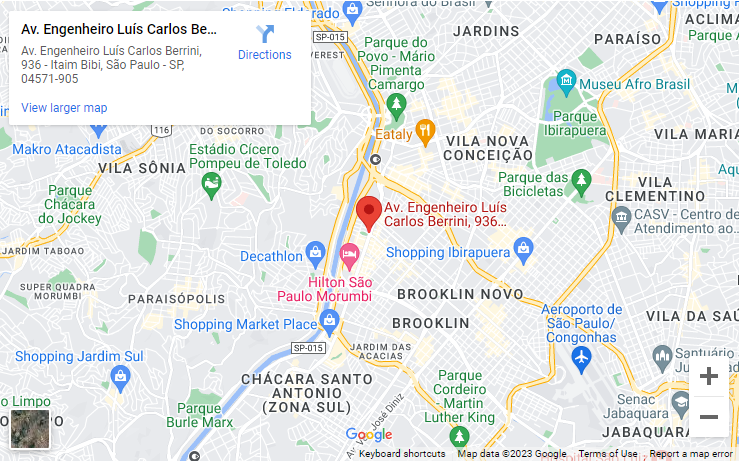 Av. Engenheiro Luís Carlos Be...
Av. Engenheiro Luís Carlos Berrini,
936 - Itaim Bibi, São Paulo - SP,
04571-905
Directions
View larger map
Shopping Eldorado
Senhora do Brasil
SP-015
JARDINS
PARAÍSO
ACLIMA
Parque do
Povo - Mário
Pimenta
Camargo
Museu Afro Brasil
Parque
Ibirapuera
Eataly
VILA NOVA
CONCEIÇÃO
VILA MARIA
DO SOCORRO
116
Makro Atacadista
VILA SÔNIA
Estádio Cícero
Pompeu de Toledo
Parque das
Bicicletas
VILA
CLEMENTINO
Parque
Chácara
do Jockey
Av. Engenheiro Luís
Carlos Berrini, 936...
CASV - Centro de
Atendimento ao...
JARDIM TABOAO
Decathlon
Shopping Ibirapuera
SUPER QUADRA
MORUMBI
Hilton São
Paulo Morumbi
PARAISÓPOLIS
BROOKLIN NOVO
BROOKLIN
Aeroporto de
São Paulo/
Congonhas
VILA DA SAÚ
Shopping Market Place
SP-015
JARDIM DAS
ACACIAS
Shopping Jardim Sul
Santuário
CHÁCARA SANTO
ANTONIO
(ZONA SUL)
Parque
Cordeiro -
Martin
Luther King
Senac
Jabaquara
JABAQUARA
Parque
Burle Marx
José Diniz
Google
Keyboard shortcuts
Map data ©2023 Google
Terms of Use
Report a map error